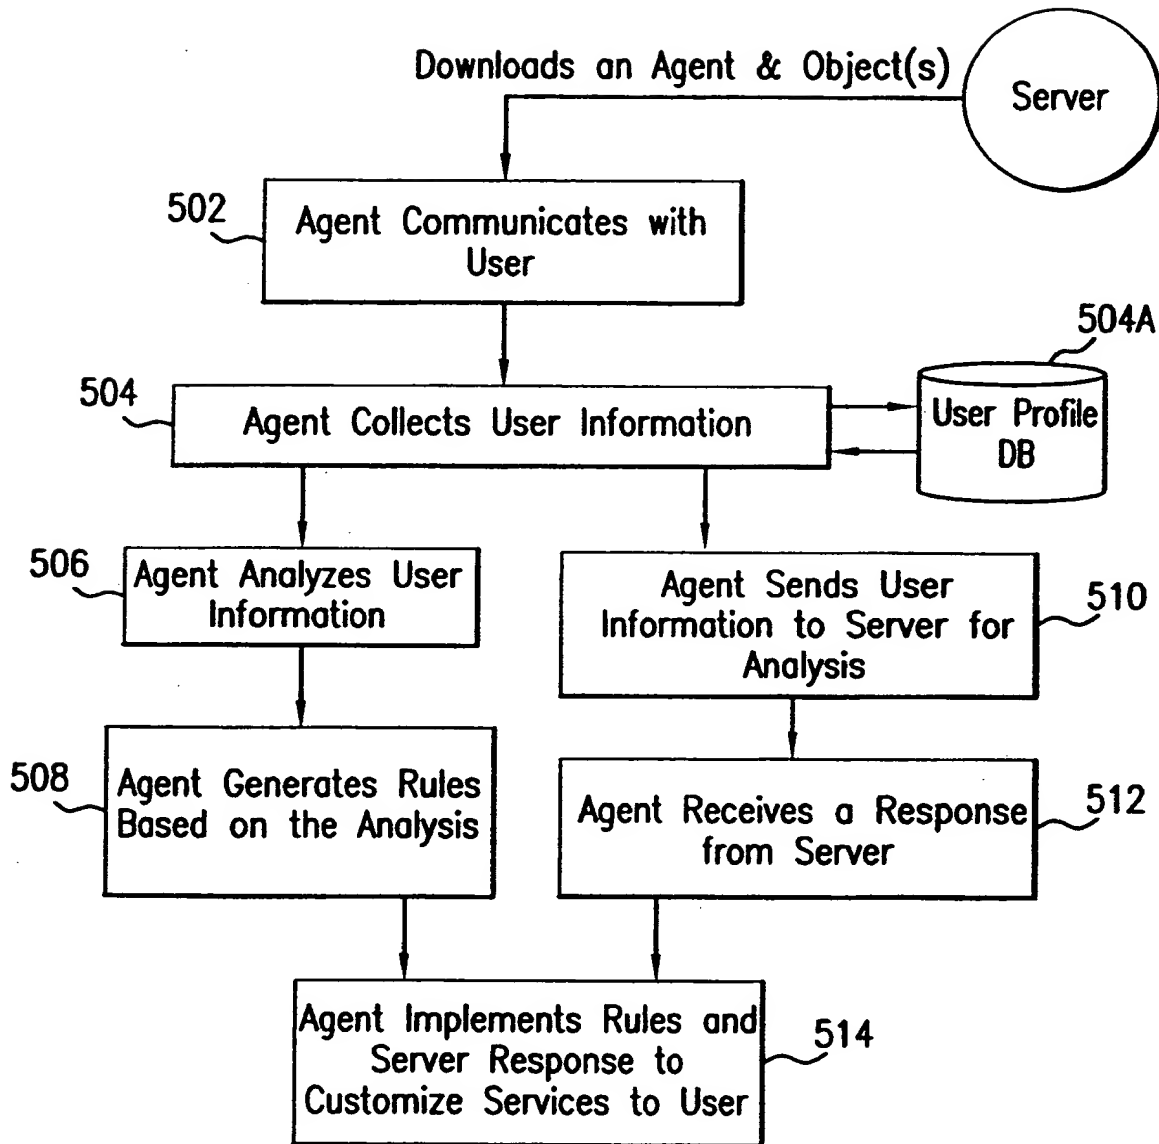 Downloads an Agent & Object(s)
Server
502
Agent Communicates with
User
504A
504
Agent Collects User Information
User Profile
DB
506
Agent Analyzes User
Information
Agent Sends User
Information to Server for
Analysis
510
508
Agent Generates Rules
Based on the Analysis
Agent Receives a Response
from Server
512
Agent Implements Rules and
Server Response to
Customize Services to User
514